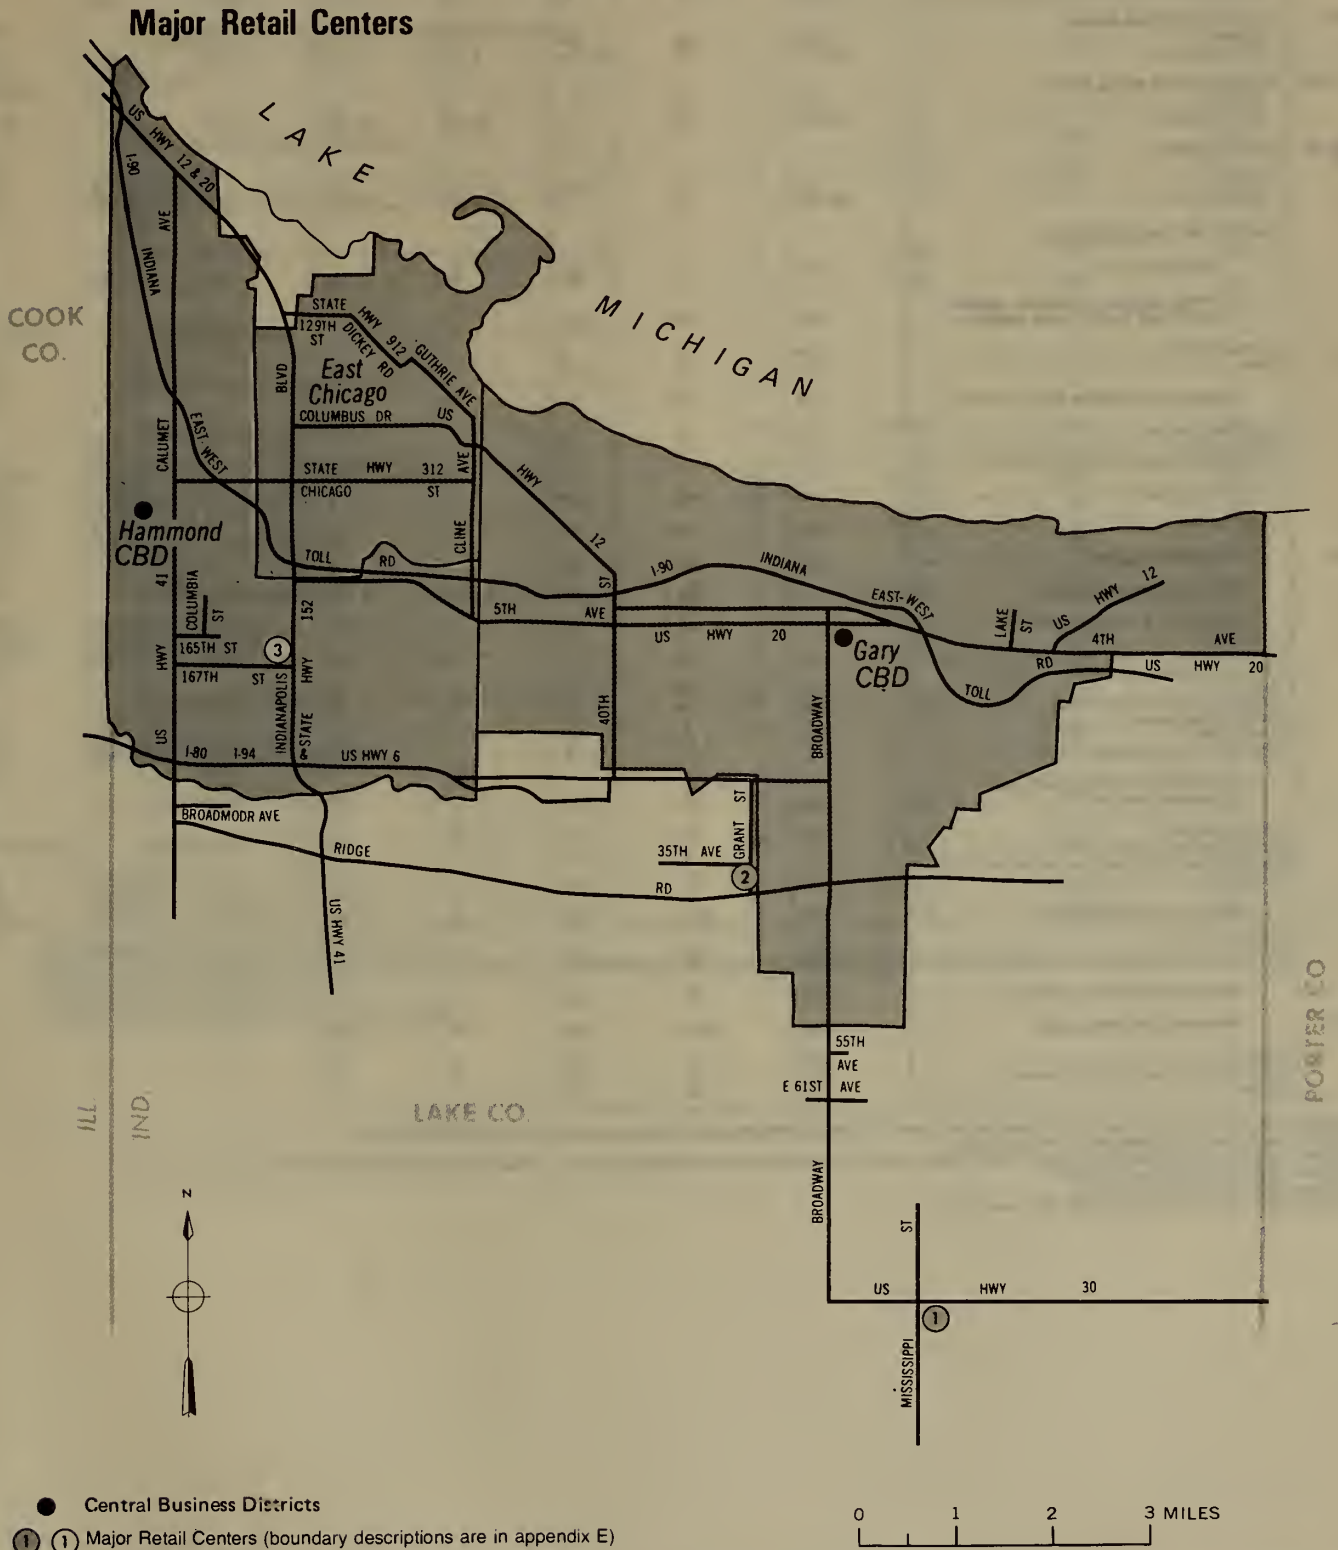 Major Retail Centers
LAKE
MICHIGAN
US HWY 12 & 20
I-90
AVE
INDIANA
COOK
CO.
STATE HWY 912
129TH
ST
DICKEY RD
GUTHRIE AVE
East
Chicago
BLVD
COLUMBUS DR
US
HWY
12
CALUMET
EAST-WEST
STATE HWY 312
CHICAGO ST
AVE
CLINE
Hammond
CBD
TOLL RD
I-90
INDIANA
EAST-WEST
ST
41
COLUMBIA
ST
152
5TH AVE
US HWY 20
LAKE
ST
US HWY 12
4TH AVE
Gary
CBD
RD
US HWY 20
TOLL
HWY
165TH ST
3
167TH ST
INDIANAPOLIS
HWY
& STATE
40TH
BROADWAY
US
I-80 I-94
US HWY 6
BROADMODR AVE
RIDGE
35TH AVE
GRANT ST
2
RD
US HWY 41
PORTER CO
55TH
AVE
E 61ST AVE
ILL.
IND.
LAKE CO.
BROADWAY
N
ST
US HWY 30
1
MISSISSIPPI
Central Business Districts
1 1 Major Retail Centers (boundary descriptions are in appendix E)
0 1 2 3 MILES